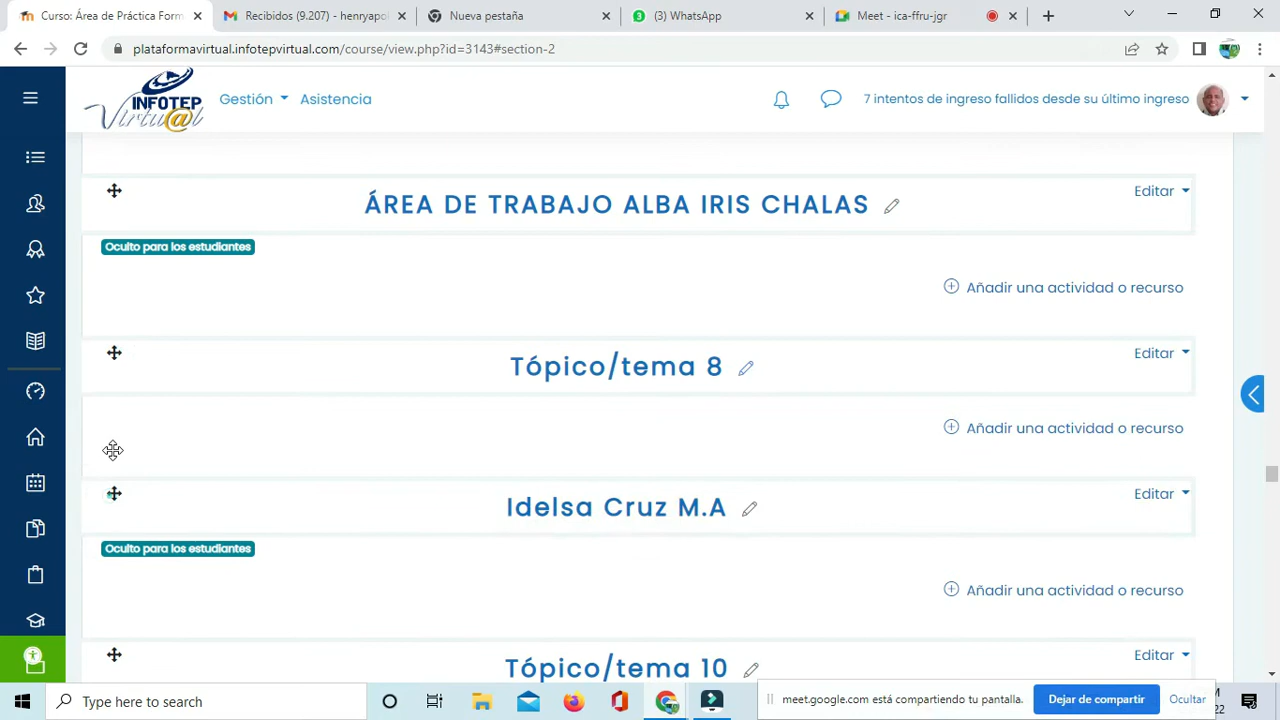 Curso: Área de Práctica Form
Recibidos (9.207) - henryapd
Nueva pestaña
(3) WhatsApp
Meet - ica-ffru-jgr
plataformavirtual.infotepvirtual.com/course/view.php?id=3143#section-2
INFOTEP
Virtu@l
Gestión
Asistencia
7 intentos de ingreso fallidos desde su último ingreso
ÁREA DE TRABAJO ALBA IRIS CHALAS
Editar
Oculto para los estudiantes
Añadir una actividad o recurso
Tópico/tema 8
Editar
Añadir una actividad o recurso
Idelsa Cruz M.A
Editar
Oculto para los estudiantes
Añadir una actividad o recurso
Tópico/tema 10
Editar
Type here to search
meet.google.com está compartiendo tu pantalla.
Dejar de compartir
Ocultar
22